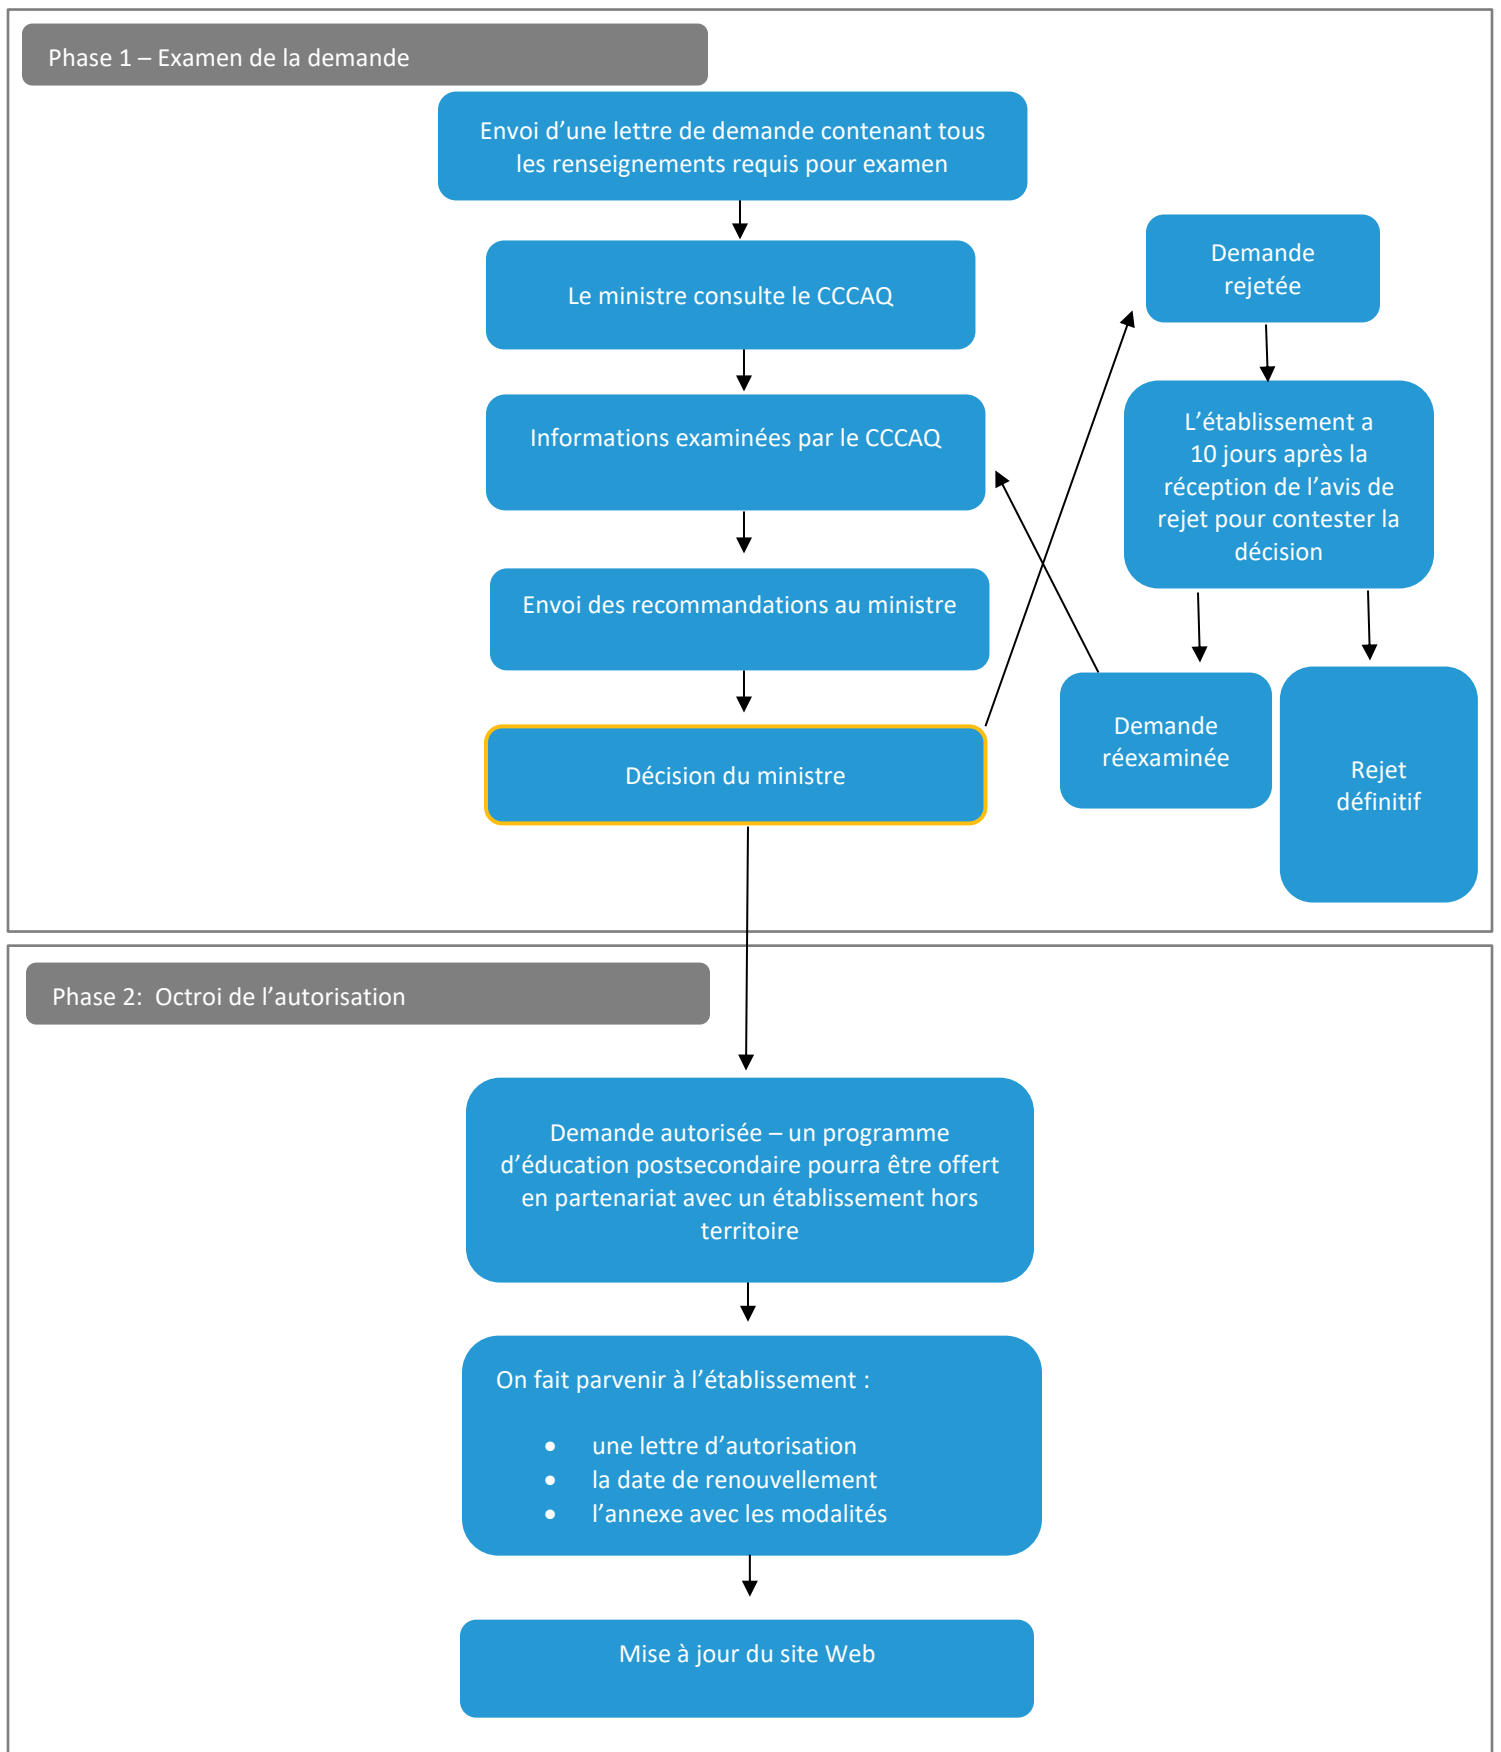 Phase 1 – Examen de la demande
Envoi d’une lettre de demande contenant tous
les renseignements requis pour examen
Le ministre consulte le CCCAQ
Informations examinées par le CCCAQ
Envoi des recommandations au ministre
Décision du ministre
Demande
rejetée
L’établissement a
10 jours après la
réception de l’avis de
rejet pour contester la
décision
Demande
réexaminée
Rejet
définitif
Phase 2:  Octroi de l’autorisation
Demande autorisée – un programme
d’éducation postsecondaire pourra être offert
en partenariat avec un établissement hors
territoire
On fait parvenir à l’établissement :
• une lettre d’autorisation
• la date de renouvellement
• l’annexe avec les modalités
Mise à jour du site Web